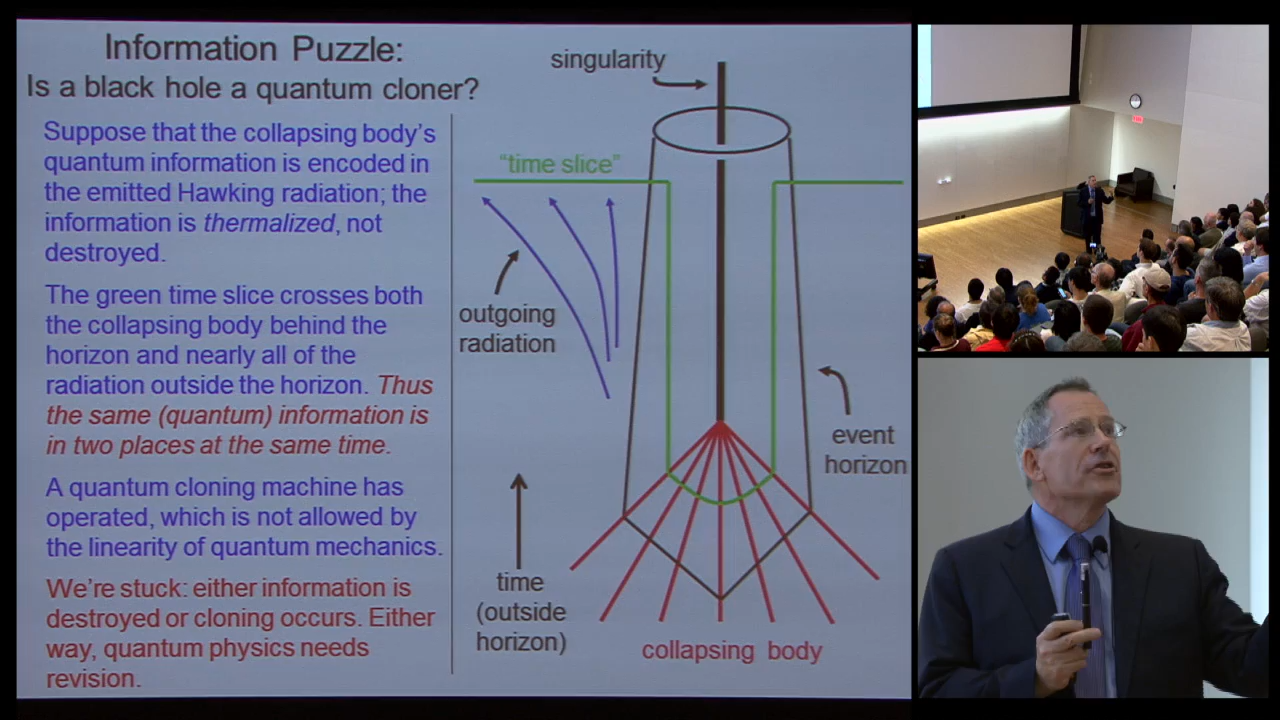 Information Puzzle:
Is a black hole a quantum cloner?
Suppose that the collapsing body's
quantum information is encoded in
the emitted Hawking radiation; the
information is thermalized, not
destroyed.
The green time slice crosses both
the collapsing body behind the
horizon and nearly all of the
radiation outside the horizon. Thus
the same (quantum) information is
in two places at the same time.
A quantum cloning machine has
operated, which is not allowed by
the linearity of quantum mechanics.
We're stuck: either information is
destroyed or cloning occurs. Either
way, quantum physics needs
revision.
singularity
"time slice"
outgoing
radiation
event
horizon
time
(outside
horizon)
collapsing body